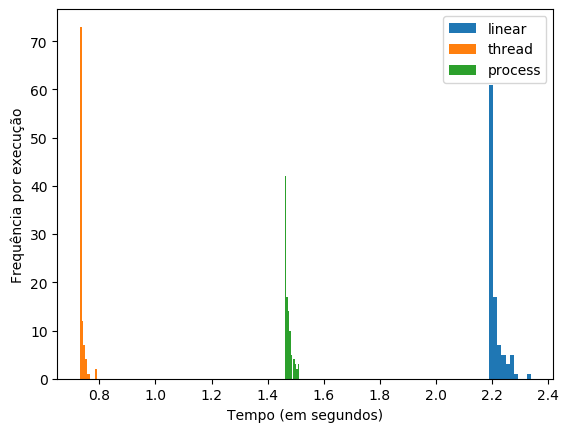 linear
thread
process
Frequência por execução
70
60
50
40
30
20
10
0
0.8 1.0 1.2 1.4 1.6 1.8 2.0 2.2 2.4
Tempo (em segundos)